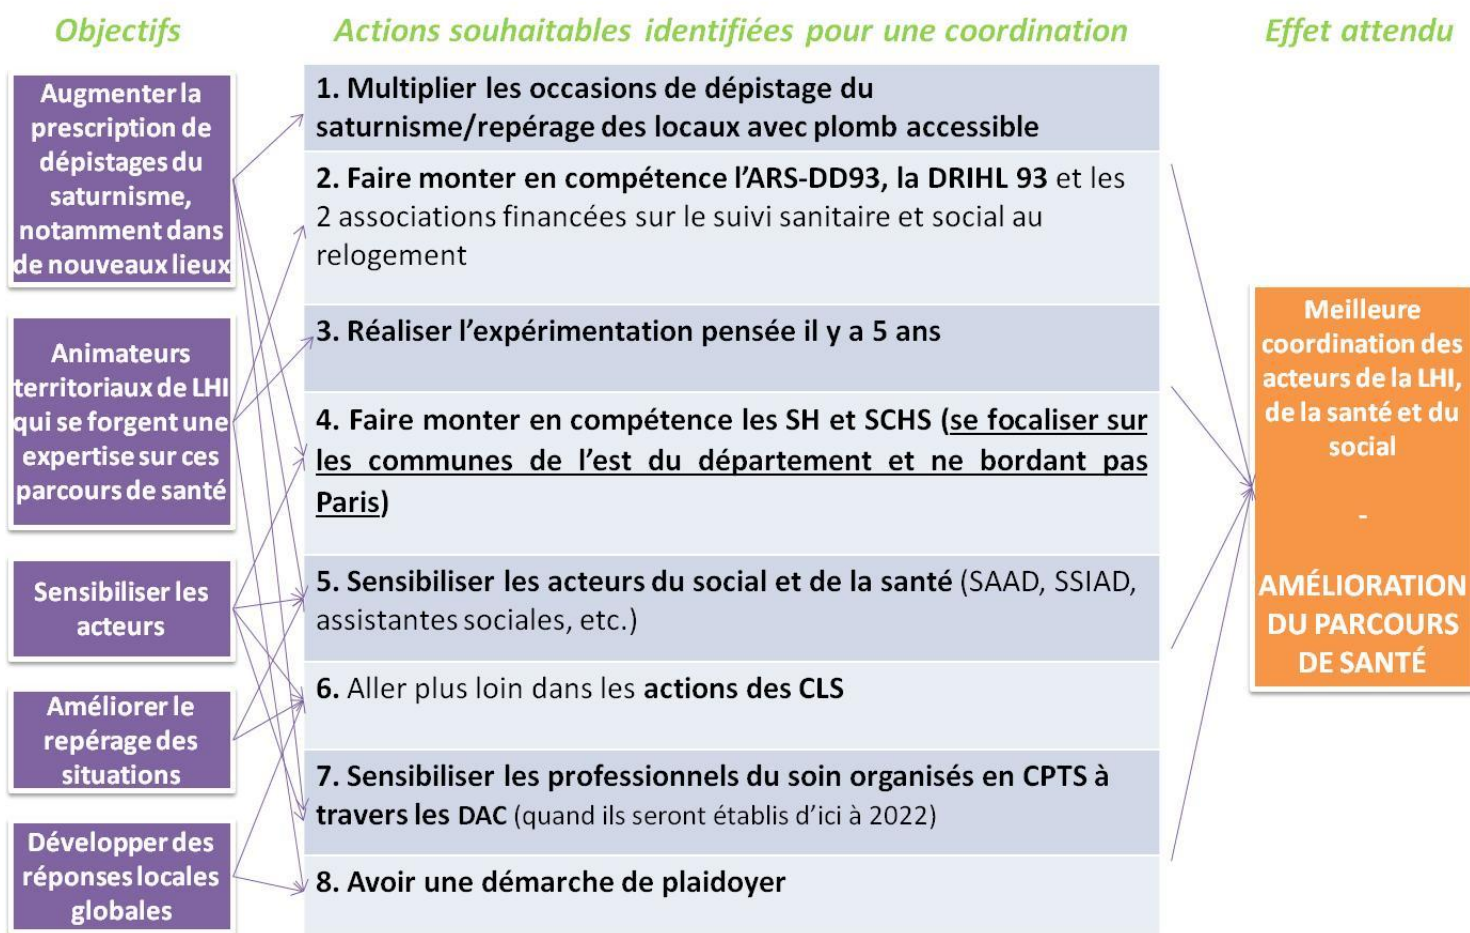 Objectifs
Actions souhaitables identifiées pour une coordination
Effet attendu
Augmenter la
prescription de
dépistages du
saturnisme,
notamment dans
de nouveaux lieux
Animateurs
territoriaux de LHI
qui se forgent une
expertise sur ces
parcours de santé
Sensibiliser les
acteurs
Améliorer le
repérage des
situations
Développer des
réponses locales
globales
1. Multiplier les occasions de dépistage du
saturnisme/repérage des locaux avec plomb accessible
2. Faire monter en compétence l'ARS-DD93, la DRIHL 93 et les
2 associations financées sur le suivi sanitaire et social au
relogement
3. Réaliser l'expérimentation pensée il y a 5 ans
4. Faire monter en compétence les SH et SCHS (se focaliser sur
les communes de l'est du département et ne bordant pas
Paris)
5. Sensibiliser les acteurs du social et de la santé (SAAD, SSIAD,
assistantes sociales, etc.)
6. Aller plus loin dans les actions des CLS
7. Sensibiliser les professionnels du soin organisés en CPTS à
travers les DAC (quand ils seront établis d'ici à 2022)
8. Avoir une démarche de plaidoyer
Meilleure
coordination des
acteurs de la LHI,
de la santé et du
social
-
AMÉLIORATION
DU PARCOURS
DE SANTÉ